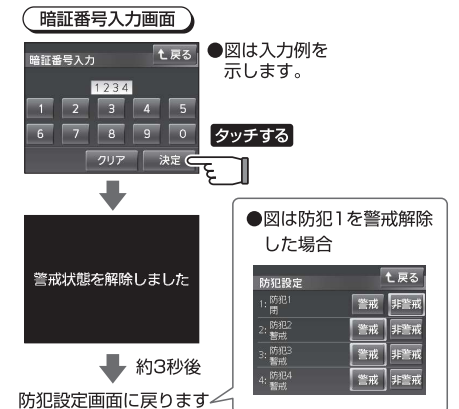 暗証番号入力画面
暗証番号入力
戻る
1234
1 2 3 4 5
6 7 8 9 0
クリア 決定
●図は入力例を
示します。
タッチする
警戒状態を解除しました
約3秒後
防犯設定画面に戻ります
●図は防犯1を警戒解除
した場合
防犯設定
戻る
1: 防犯1
閉
警戒 非警戒
2: 防犯2
警戒
警戒 非警戒
3: 防犯3
警戒
警戒 非警戒
4: 防犯4
警戒
警戒 非警戒